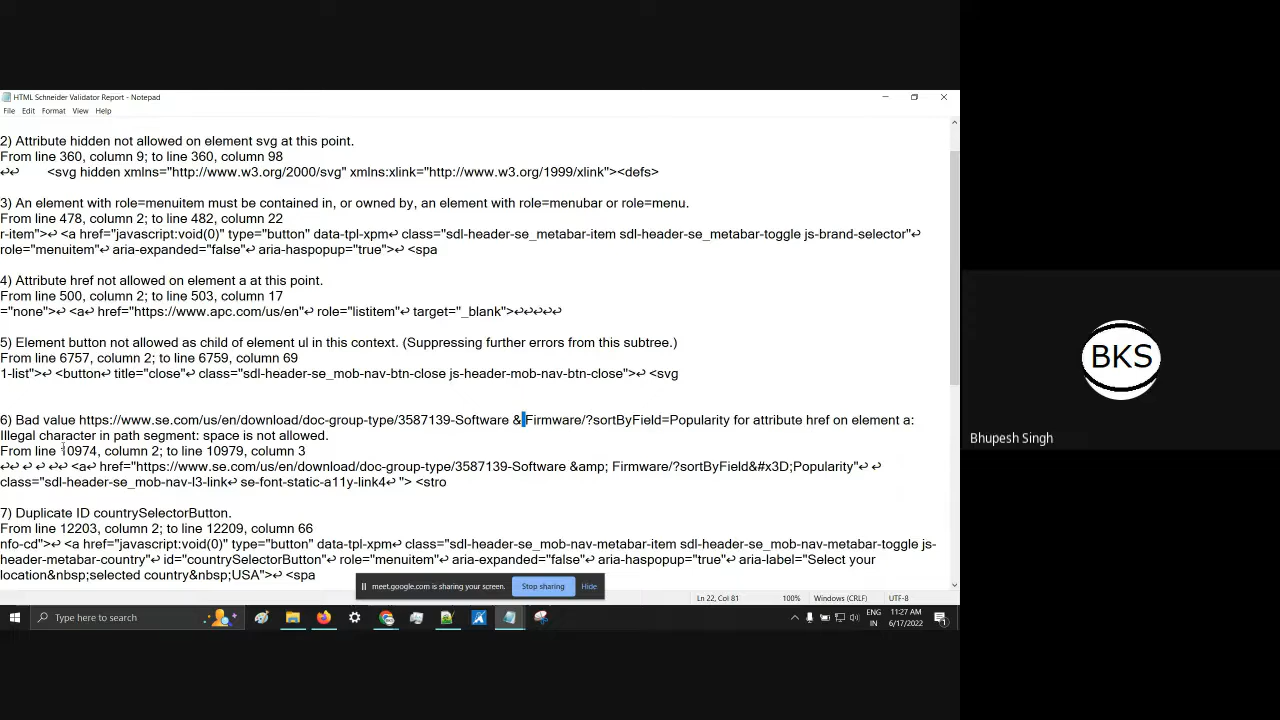 HTML Schneider Validator Report - Notepad
File Edit Format View Help
2) Attribute hidden not allowed on element svg at this point.
From line 360, column 9; to line 360, column 98
↩↩ <svg hidden xmlns="http://www.w3.org/2000/svg" xmlns:xlink="http://www.w3.org/1999/xlink"><defs>
3) An element with role=menuitem must be contained in, or owned by, an element with role=menubar or role=menu.
From line 478, column 2; to line 482, column 22
r-item">↩ <a href="javascript:void(0)" type="button" data-tpl-xpm↩ class="sdl-header-se_metabar-item sdl-header-se_metabar-toggle js-brand-selector"↩
role="menuitem"↩ aria-expanded="false"↩ aria-haspopup="true">↩ <spa
4) Attribute href not allowed on element a at this point.
From line 500, column 2; to line 503, column 17
="none">↩ <a↩ href="https://www.apc.com/us/en"↩ role="listitem"↩ target="_blank">↩↩↩↩↩
5) Element button not allowed as child of element ul in this context. (Suppressing further errors from this subtree.)
From line 6757, column 2; to line 6759, column 69
1-list">↩ <button↩ title="close"↩ class="sdl-header-se_mob-nav-btn-close js-header-mob-nav-btn-close">↩ <svg
6) Bad value https://www.se.com/us/en/download/doc-group-type/3587139-Software & Firmware/?sortByField=Popularity for attribute href on element a:
Illegal character in path segment: space is not allowed.
From line 10974, column 2; to line 10979, column 3
↩↩ ↩ ↩ ↩↩ <a↩ href="https://www.se.com/us/en/download/doc-group-type/3587139-Software &amp; Firmware/?sortByField&#x3D;Popularity"↩ ↩
class="sdl-header-se_mob-nav-l3-link↩ se-font-static-a11y-link4↩ "> <stro
7) Duplicate ID countrySelectorButton.
From line 12203, column 2; to line 12209, column 66
nfo-cd">↩ <a href="javascript:void(0)" type="button" data-tpl-xpm↩ class="sdl-header-se_mob-nav-metabar-item sdl-header-se_mob-nav-metabar-toggle js-
header-metabar-country"↩ id="countrySelectorButton"↩ role="menuitem"↩ aria-expanded="false"↩ aria-haspopup="true"↩ aria-label="Select your
location&nbsp;selected country&nbsp;USA">↩ <spa
meet.google.com is sharing your screen. Stop sharing Hide
Ln 22, Col 81 100% Windows (CRLF) UTF-8
Type here to search
ENG
IN
11:27 AM
6/17/2022
1
BKS
Bhupesh Singh